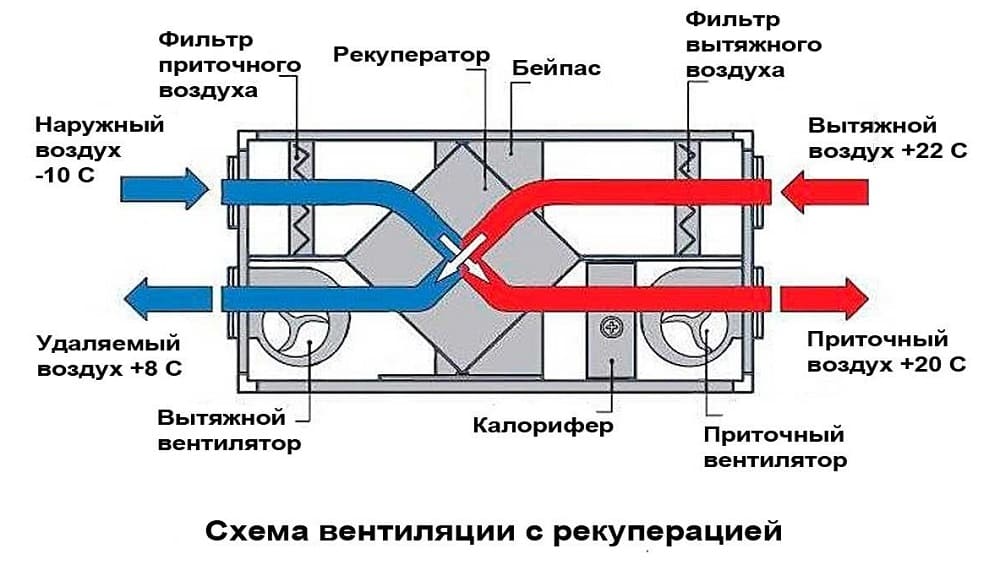 Фильтр
приточного
воздуха
Рекуператор
Бейпас
Фильтр
вытяжного
воздуха
Наружный
воздух
-10 С
Вытяжной
воздух +22 С
Удаляемый
воздух +8 С
Приточный
воздух +20 С
Вытяжной
вентилятор
Калорифер
Приточный
вентилятор
Схема вентиляции с рекуперацией